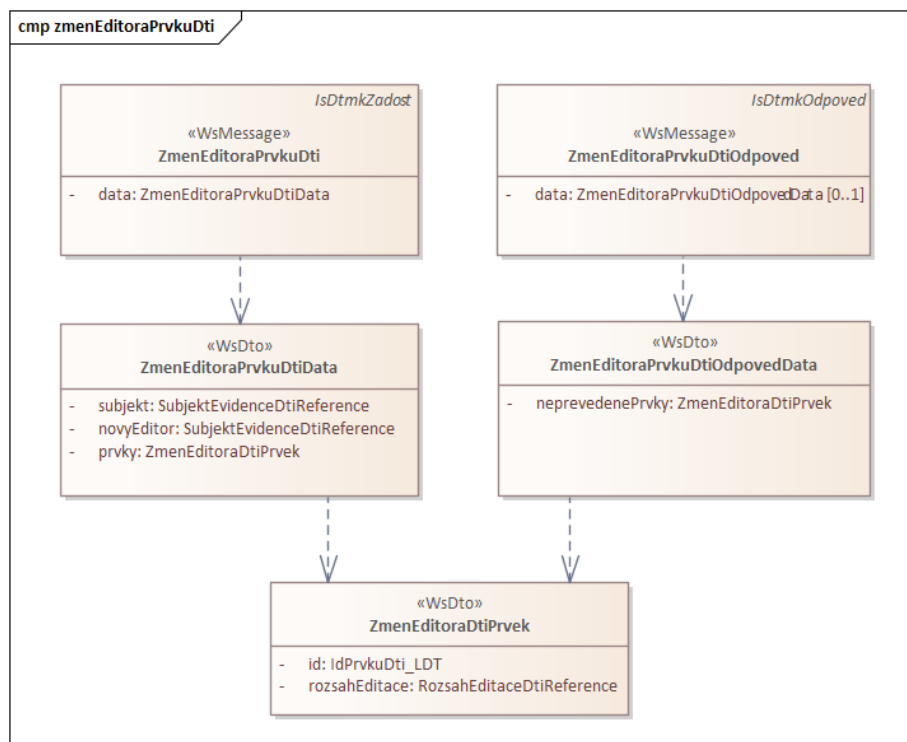 cmp zmenEditoraPrvkuDti
IsDtmkZadost
«WsMessage»
ZmenEditoraPrvkuDti
- data: ZmenEditoraPrvkuDtiData
IsDtmkOdpoved
«WsMessage»
ZmenEditoraPrvkuDtiOdpoved
- data: ZmenEditoraPrvkuDtiOdpovedData [0..1]
«WsDto»
ZmenEditoraPrvkuDtiData
- subjekt: SubjektEvidenceDtiReference
- novyEditor: SubjektEvidenceDtiReference
- prvky: ZmenEditoraDtiPrvek
«WsDto»
ZmenEditoraPrvkuDtiOdpovedData
- neprevedenePrvky: ZmenEditoraDtiPrvek
«WsDto»
ZmenEditoraDtiPrvek
- id: IdPrvkuDti_LDT
- rozsahEditace: RozsahEditaceDtiReference